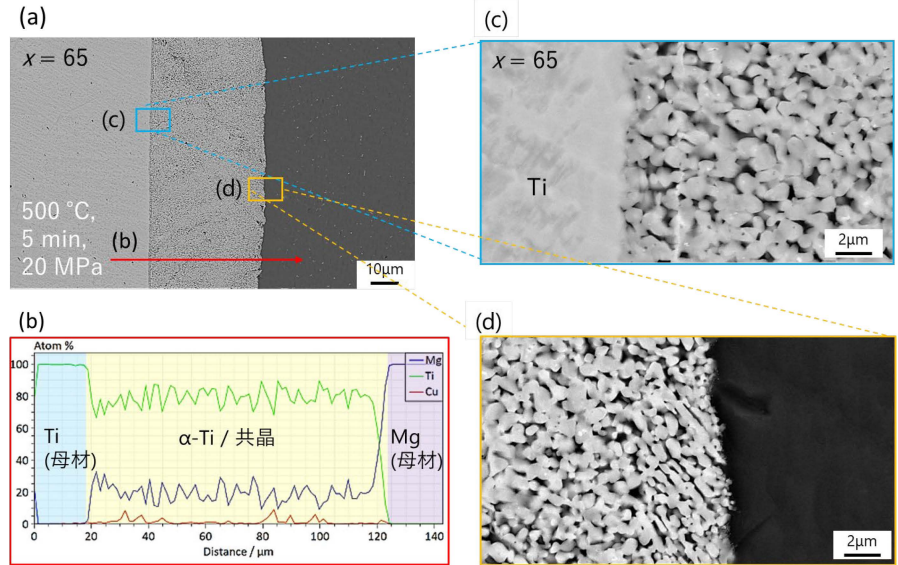 (a)
x = 65
(c)
(d)
500 °C,
5 min,
20 MPa
(b)
10μm
(c)
x = 65
Ti
2μm
(b)
Atom %
100
80
60
40
20
0
Mg
Ti
Cu
Ti
(母材)
α-Ti / 共晶
Mg
(母材)
0 20 40 60 80 100 120 140
Distance / μm
(d)
2μm